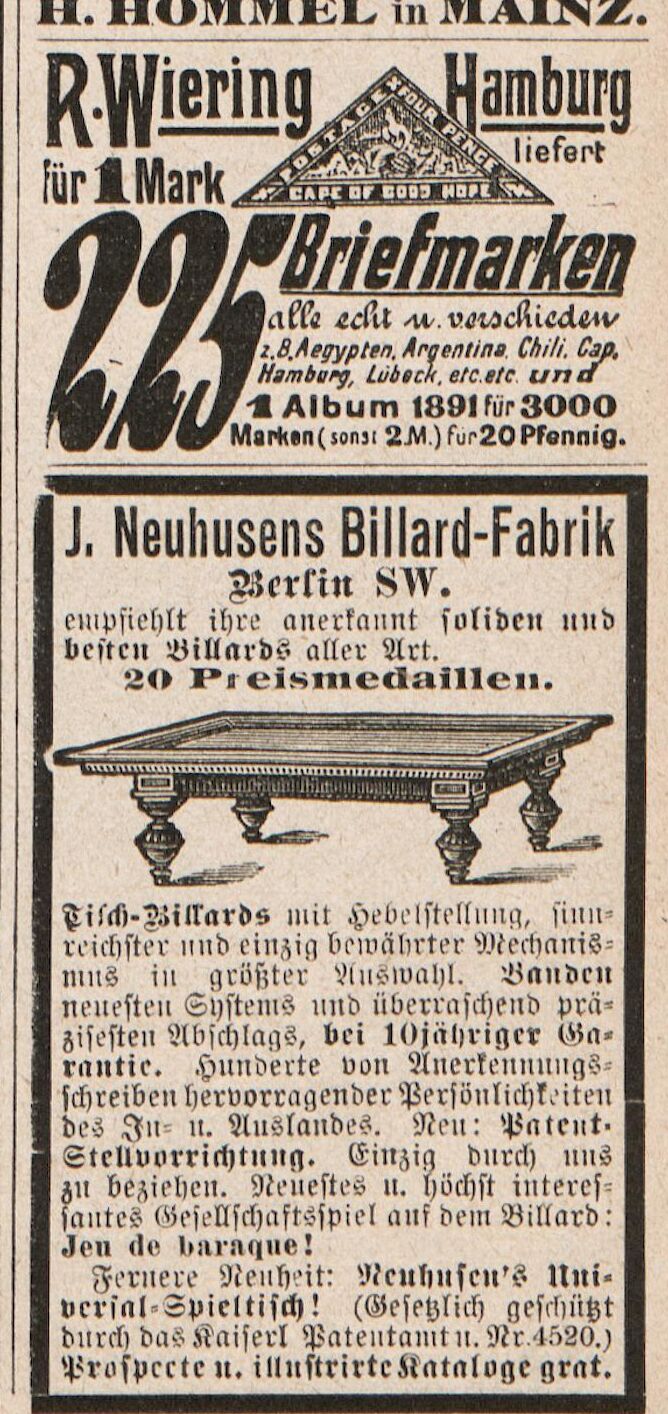 H. HOMMEL in MAINZ.
R. Wiering Hamburg
POSTAGE FOUR PENCE
CAPE OF GOOD HOPE
liefert
für 1 Mark
225 Briefmarken
alle echt u. verschieden
z.B. Aegypten, Argentina, Chili, Cap,
Hamburg, Lübeck, etc. etc. und
1 Album 1891 für 3000
Marken (sonst 2 M.) für 20 Pfennig.
J. Neuhusens Billard-Fabrik
Berlin SW.
empfiehlt ihre anerkannt soliden und
besten Billards aller Art.
20 Preismedaillen.
Tisch-Billards mit Hebelstellung, sinn-
reichster und einzig bewährter Mechanis-
mus in größter Auswahl. Banden
neuesten Systems und überraschend prä-
zisesten Abschlags, bei 10jähriger Ga-
rantie. Hunderte von Anerkennungs-
schreiben hervorragender Persönlichkeiten
des In- u. Auslandes. Neu: Patent-
Stellvorrichtung. Einzig durch uns
zu beziehen. Neuestes u. höchst interes-
santes Gesellschaftsspiel auf dem Billard:
Jeu de baraque!
Fernere Neuheit: Neuhusen's Uni-
versal-Spieltisch! (Gesetzlich geschützt
durch das Kaiserl Patentamt u. Nr. 4520.)
Prospecte u. illustrirte Kataloge grat.